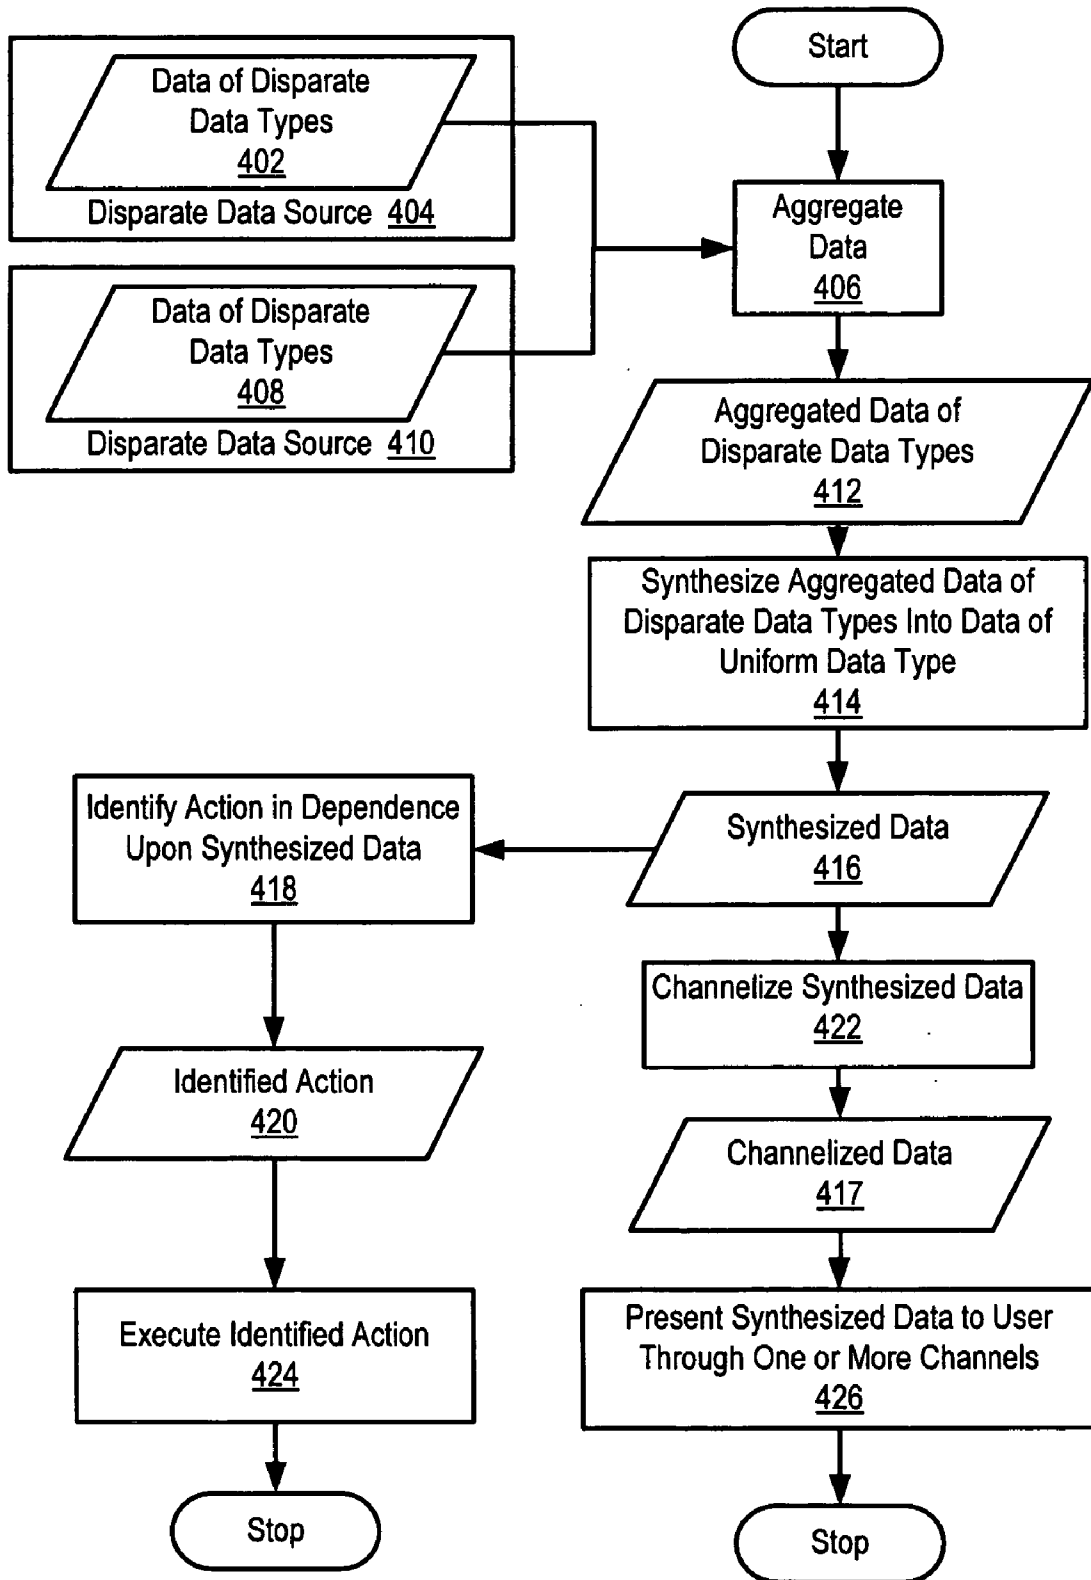 Start
Data of Disparate
Data Types
402
Disparate Data Source 404
Aggregate
Data
406
Data of Disparate
Data Types
408
Disparate Data Source 410
Aggregated Data of
Disparate Data Types
412
Synthesize Aggregated Data of
Disparate Data Types Into Data of
Uniform Data Type
414
Identify Action in Dependence
Upon Synthesized Data
418
Synthesized Data
416
Channelize Synthesized Data
422
Identified Action
420
Channelized Data
417
Execute Identified Action
424
Present Synthesized Data to User
Through One or More Channels
426
Stop
Stop